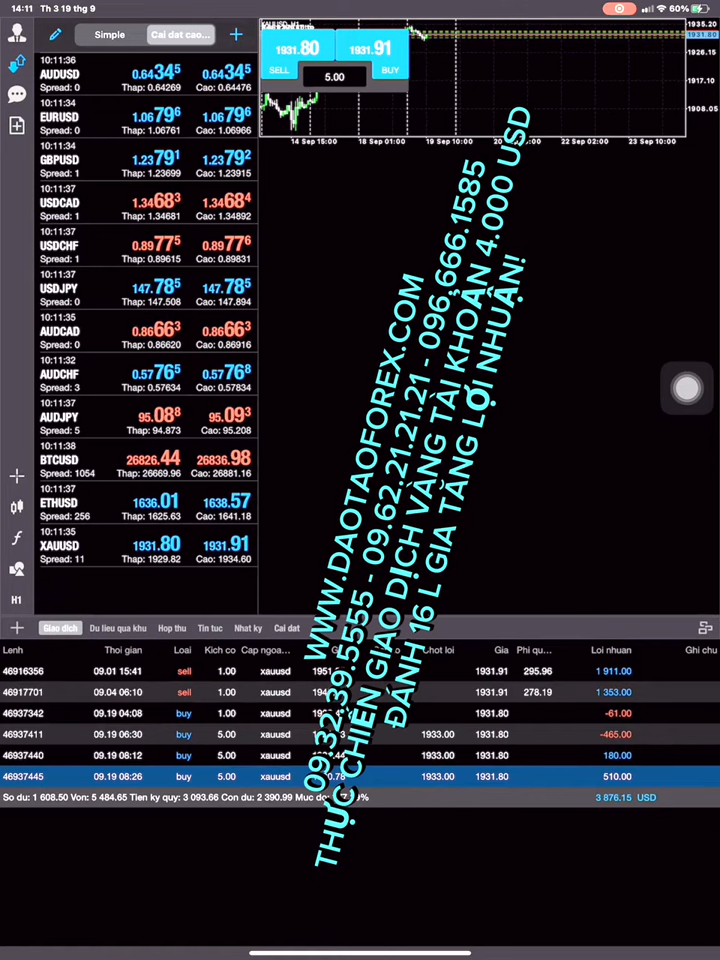 14:11 Thứ 3 19 thg 9
60%
Simple Cai dat cao...
10:11:36
AUDUSD 0.64345 0.64345
Spread: 0 Thap: 0.64269 Cao: 0.64476
10:11:34
EURUSD 1.06796 1.06796
Spread: 0 Thap: 1.06761 Cao: 1.06966
10:11:34
GBPUSD 1.23791 1.23792
Spread: 1 Thap: 1.23699 Cao: 1.23915
10:11:37
USDCAD 1.34683 1.34684
Spread: 1 Thap: 1.34681 Cao: 1.34892
10:11:37
USDCHF 0.89775 0.89776
Spread: 1 Thap: 0.89615 Cao: 0.89831
10:11:37
USDJPY 147.785 147.785
Spread: 0 Thap: 147.508 Cao: 147.894
10:11:35
AUDCAD 0.86663 0.86663
Spread: 0 Thap: 0.86620 Cao: 0.86916
10:11:32
AUDCHF 0.57765 0.57768
Spread: 3 Thap: 0.57634 Cao: 0.57834
10:11:37
AUDJPY 95.088 95.093
Spread: 5 Thap: 94.873 Cao: 95.208
10:11:38
BTCUSD 26826.44 26836.98
Spread: 1054 Thap: 26669.96 Cao: 26881.16
10:11:37
ETHUSD 1636.01 1638.57
Spread: 256 Thap: 1625.63 Cao: 1641.18
10:11:35
XAUUSD 1931.80 1931.91
Spread: 11 Thap: 1929.82 Cao: 1934.60
H1
XAUUSD, H1
1931.80 1931.91
SELL 5.00 BUY
1935.20
1931.80
1926.15
1917.10
1908.05
14 Sep 15:00 18 Sep 01:00 19 Sep 10:00 22 Sep 02:00 23 Sep 10:00
WWW.DAOTAOFOREX.COM
09.32.39.5555 - 09.62.21.21.21 - 096.666.1585
THỰC CHIẾN GIAO DỊCH VÀNG TÀI KHOẢN 4.000 USD
ĐÁNH 16 L GIA TĂNG LỢI NHUẬN!
Giao dich Du lieu qua khu Hop thu Tin tuc Nhat ky Cai dat
Lenh Thoi gian Loai Kich co Cap ngoa... Chot loi Gia Phi qu... Loi nhuan Ghi chu
46916356 09.01 15:41 sell 1.00 xauusd 1931.91 295.96 1 911.00
46917701 09.04 06:10 sell 1.00 xauusd 1931.91 278.19 1 353.00
46937342 09.19 04:08 buy 1.00 xauusd 1931.80 -61.00
46937411 09.19 06:30 buy 5.00 xauusd 1933.00 1931.80 -465.00
46937440 09.19 08:12 buy 5.00 xauusd 1933.00 1931.80 180.00
46937445 09.19 08:26 buy 5.00 xauusd 1933.00 1931.80 510.00
So du: 1 608.50 Von: 5 484.65 Tien ky quy: 3 093.66 Con du: 2 390.99 3 876.15 USD